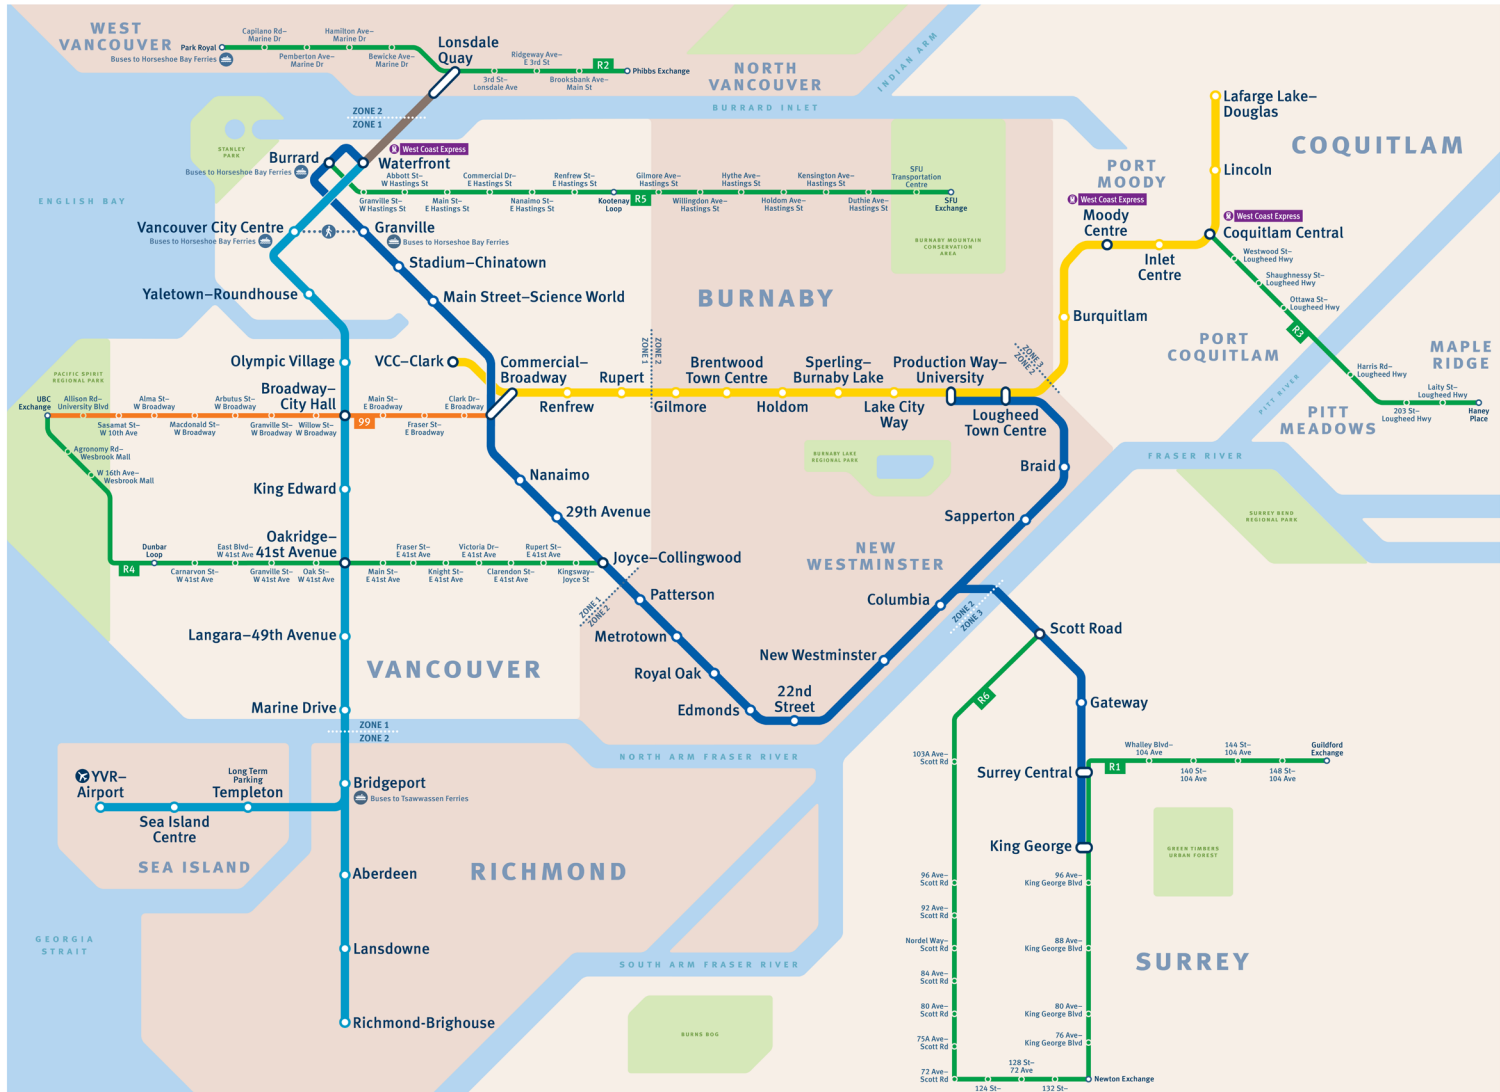 WEST
VANCOUVER
Park Royal
Buses to Horseshoe Bay Ferries
Capilano Rd–
Marine Dr
Pemberton Ave–
Marine Dr
Hamilton Ave–
Marine Dr
Bewicke Ave–
Marine Dr
Lonsdale
Quay
3rd St–
Lonsdale Ave
Ridgeway Ave–
E 3rd St
Brooksbank Ave–
Main St
R2
Phibbs Exchange
NORTH
VANCOUVER
INDIAN ARM
BURRARD INLET
ZONE 2
ZONE 1
STANLEY
PARK
ENGLISH BAY
Burrard
Buses to Horseshoe Bay Ferries
West Coast Express
Waterfront
Abbott St–
W Hastings St
Granville St–
W Hastings St
Commercial Dr–
E Hastings St
Main St–
E Hastings St
Renfrew St–
E Hastings St
Nanaimo St–
E Hastings St
Kootenay
Loop
R5
Gilmore Ave–
Hastings St
Willingdon Ave–
Hastings St
Hythe Ave–
Hastings St
Holdom Ave–
Hastings St
Kensington Ave–
Hastings St
Duthie Ave–
Hastings St
SFU
Transportation
Centre
SFU
Exchange
BURNABY MOUNTAIN
CONSERVATION
AREA
Vancouver City Centre
Buses to Horseshoe Bay Ferries
Granville
Buses to Horseshoe Bay Ferries
Stadium–Chinatown
Yaletown–Roundhouse
Main Street–Science World
BURNABY
Lafarge Lake–
Douglas
COQUITLAM
Lincoln
PORT
MOODY
West Coast Express
Moody
Centre
West Coast Express
Coquitlam Central
Inlet
Centre
Westwood St–
Lougheed Hwy
Shaughnessy St–
Lougheed Hwy
Ottawa St–
Lougheed Hwy
R3
Burquitlam
PORT
COQUITLAM
MAPLE
RIDGE
Harris Rd–
Lougheed Hwy
Laity St–
Lougheed Hwy
203 St–
Lougheed Hwy
Haney
Place
PITT RIVER
PITT
MEADOWS
ZONE 3
ZONE 2
ZONE 1
ZONE 2
Olympic Village
VCC–Clark
Commercial–
Broadway
Renfrew
Rupert
Gilmore
Brentwood
Town Centre
Holdom
Sperling–
Burnaby Lake
Lake City
Way
Production Way–
University
Lougheed
Town Centre
PACIFIC SPIRIT
REGIONAL PARK
UBC
Exchange
Allison Rd–
University Blvd
Sasamat St–
W 10th Ave
Alma St–
W Broadway
Macdonald St–
W Broadway
Arbutus St–
W Broadway
Granville St–
W Broadway
Willow St–
W Broadway
Broadway–
City Hall
99
Main St–
E Broadway
Fraser St–
E Broadway
Clark Dr–
E Broadway
Agronomy Rd–
Wesbrook Mall
W 16th Ave–
Wesbrook Mall
King Edward
Nanaimo
29th Avenue
BURNABY LAKE
REGIONAL PARK
Braid
Sapperton
FRASER RIVER
SURREY BEND
REGIONAL PARK
R4
Dunbar
Loop
Carnarvon St–
W 41st Ave
East Blvd–
W 41st Ave
Granville St–
W 41st Ave
Oak St–
W 41st Ave
Oakridge–
41st Avenue
Main St–
E 41st Ave
Fraser St–
E 41st Ave
Knight St–
E 41st Ave
Victoria Dr–
E 41st Ave
Clarendon St–
E 41st Ave
Rupert St–
E 41st Ave
Kingsway–
Joyce St
Joyce–Collingwood
NEW
WESTMINSTER
ZONE 1
ZONE 2
Patterson
Columbia
ZONE 2
ZONE 3
Scott Road
Langara–49th Avenue
Metrotown
VANCOUVER
Royal Oak
New Westminster
Edmonds
22nd
Street
R6
Gateway
Marine Drive
ZONE 1
ZONE 2
NORTH ARM FRASER RIVER
103A Ave–
Scott Rd
Surrey Central
R1
Whalley Blvd–
104 Ave
140 St–
104 Ave
144 St–
104 Ave
148 St–
104 Ave
Guildford
Exchange
YVR–
Airport
Sea Island
Centre
Long Term
Parking
Templeton
Bridgeport
Buses to Tsawwassen Ferries
SEA ISLAND
RICHMOND
Aberdeen
King George
GREEN TIMBERS
URBAN FOREST
96 Ave–
Scott Rd
96 Ave–
King George Blvd
92 Ave–
Scott Rd
GEORGIA
STRAIT
Lansdowne
Nordel Way–
Scott Rd
88 Ave–
King George Blvd
SURREY
SOUTH ARM FRASER RIVER
84 Ave–
Scott Rd
80 Ave–
Scott Rd
80 Ave–
King George Blvd
Richmond-Brighouse
BURNS BOG
75A Ave–
Scott Rd
76 Ave–
King George Blvd
72 Ave–
Scott Rd
128 St–
72 Ave
124 St–
132 St–
Newton Exchange